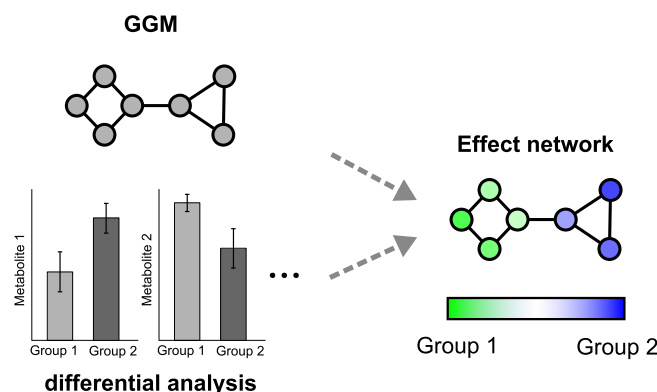 GGM
Metabolite 1
Group 1
Group 2
Metabolite 2
Group 1
Group 2
...
differential analysis
Effect network
Group 1
Group 2